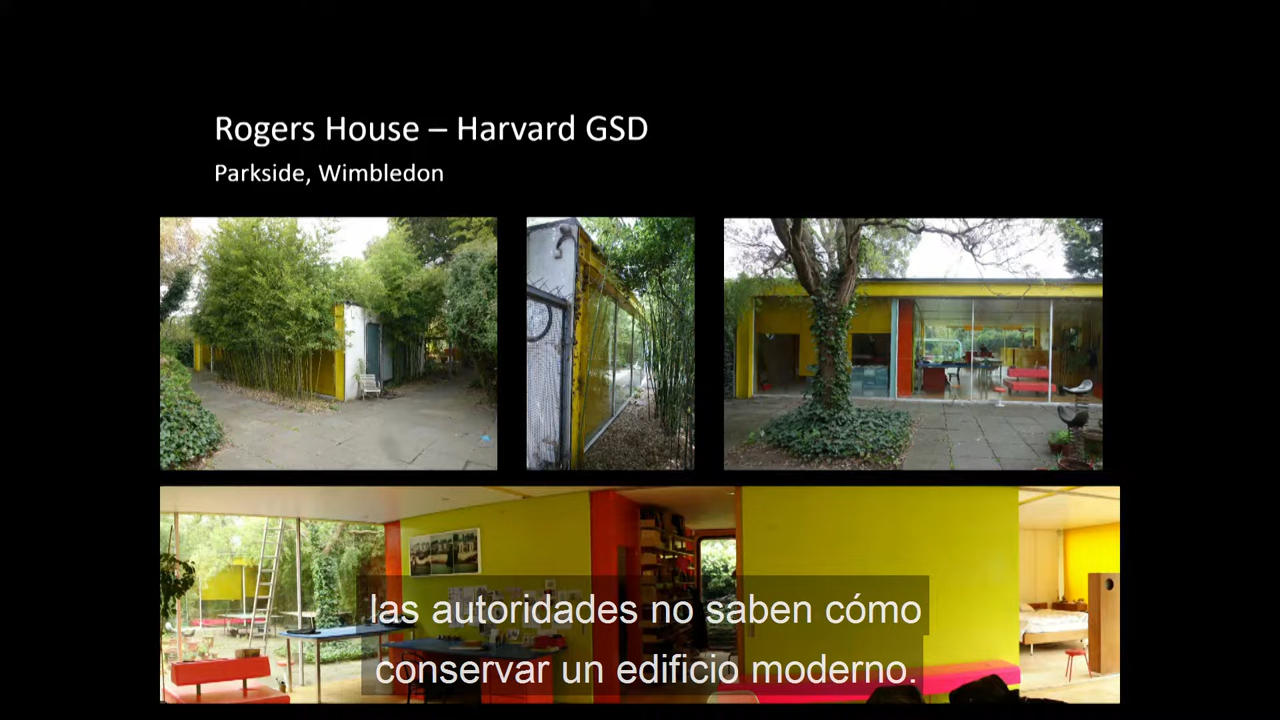 Rogers House – Harvard GSD
Parkside, Wimbledon
las autoridades no saben cómo
conservar un edificio moderno.